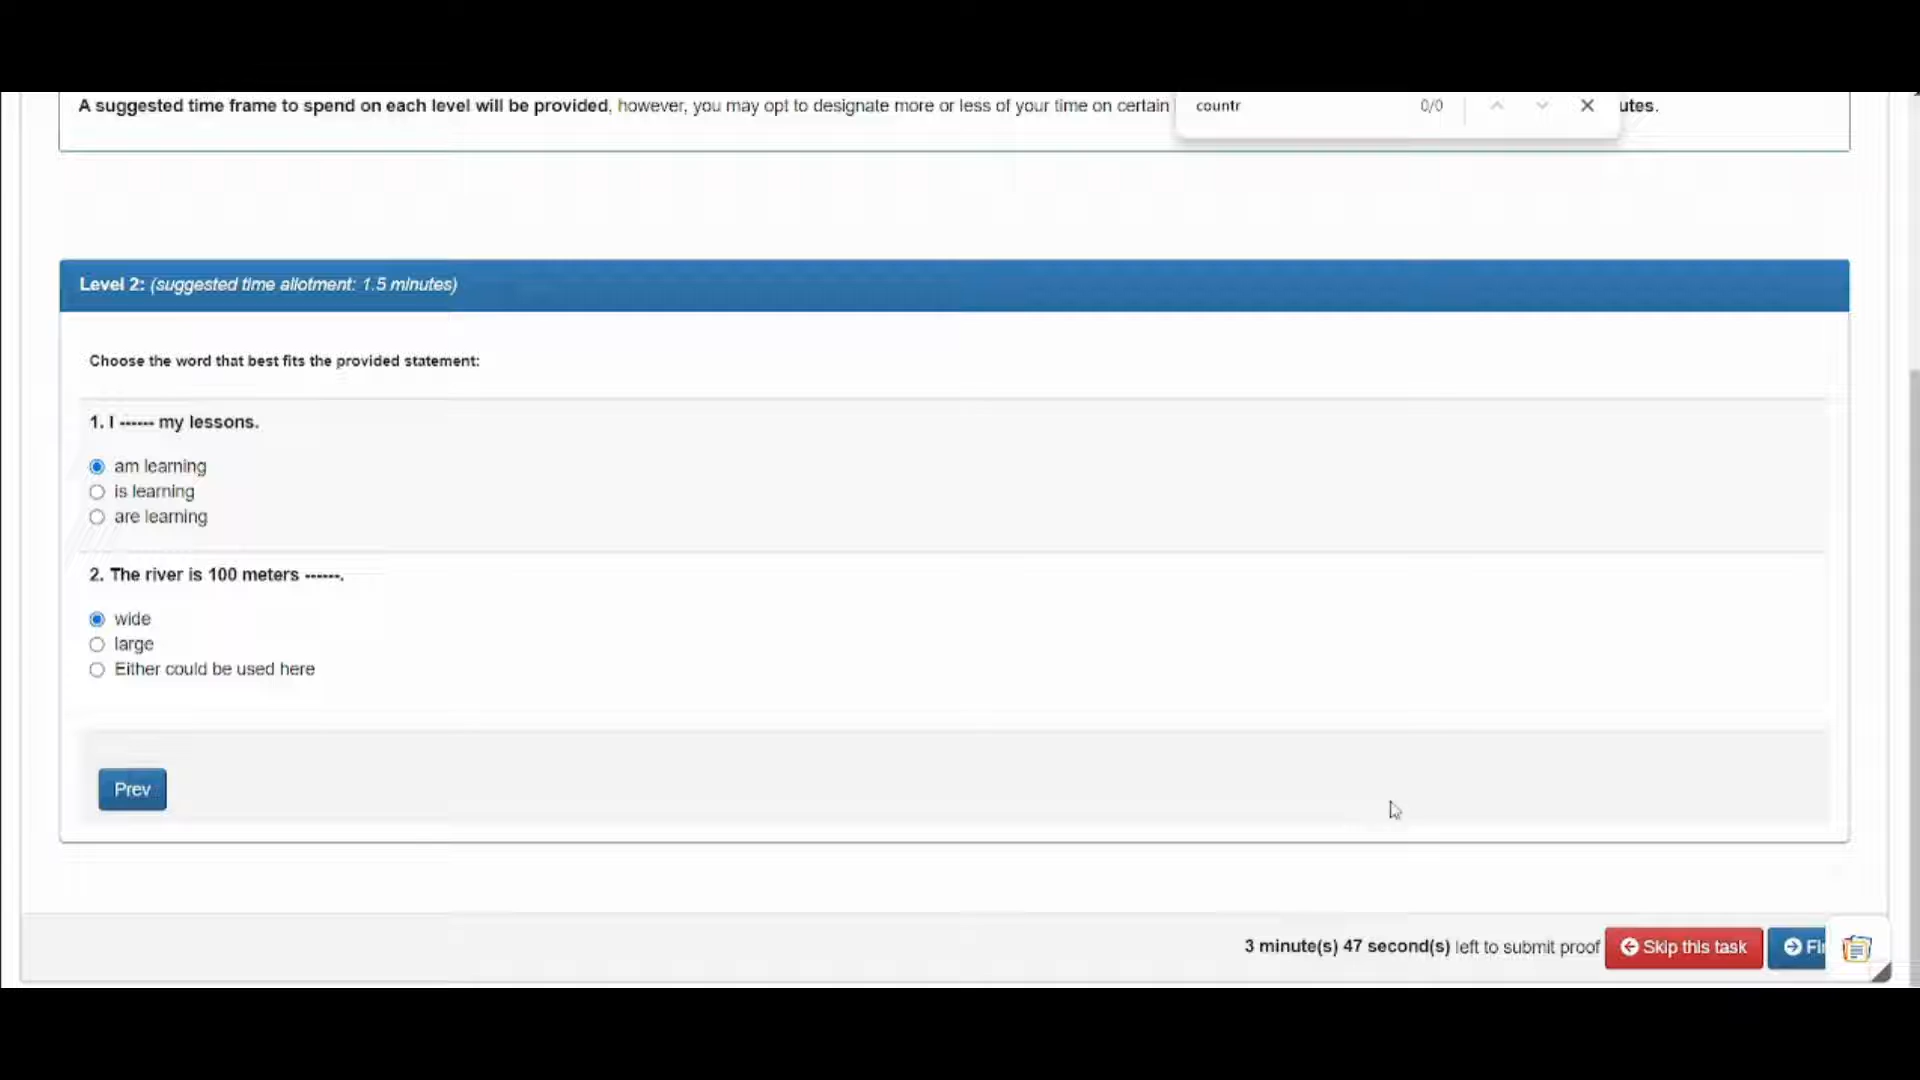 A suggested time frame to spend on each level will be provided, however, you may opt to designate more or less of your time on certain
countr 0/0
utes.
Level 2: (suggested time allotment: 1.5 minutes)
Choose the word that best fits the provided statement:
1. I ------ my lessons.
am learning
is learning
are learning
2. The river is 100 meters ------.
wide
large
Either could be used here
Prev
3 minute(s) 47 second(s) left to submit proof Skip this task